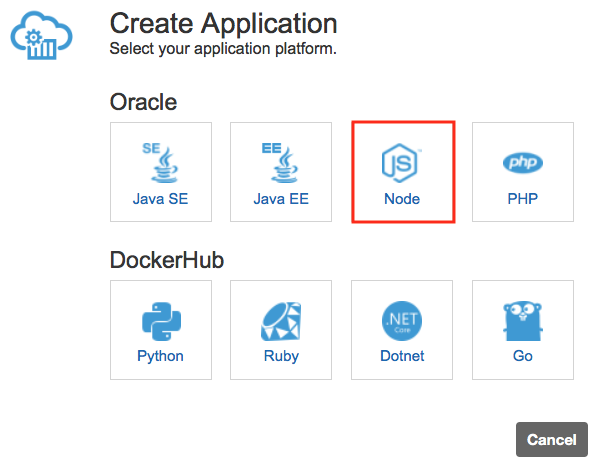 Create Application
Select your application platform.
Oracle
SE
EE
JS
php
Java SE
Java EE
Node
PHP
DockerHub
.NET
Core
Python
Ruby
Dotnet
Go
Cancel